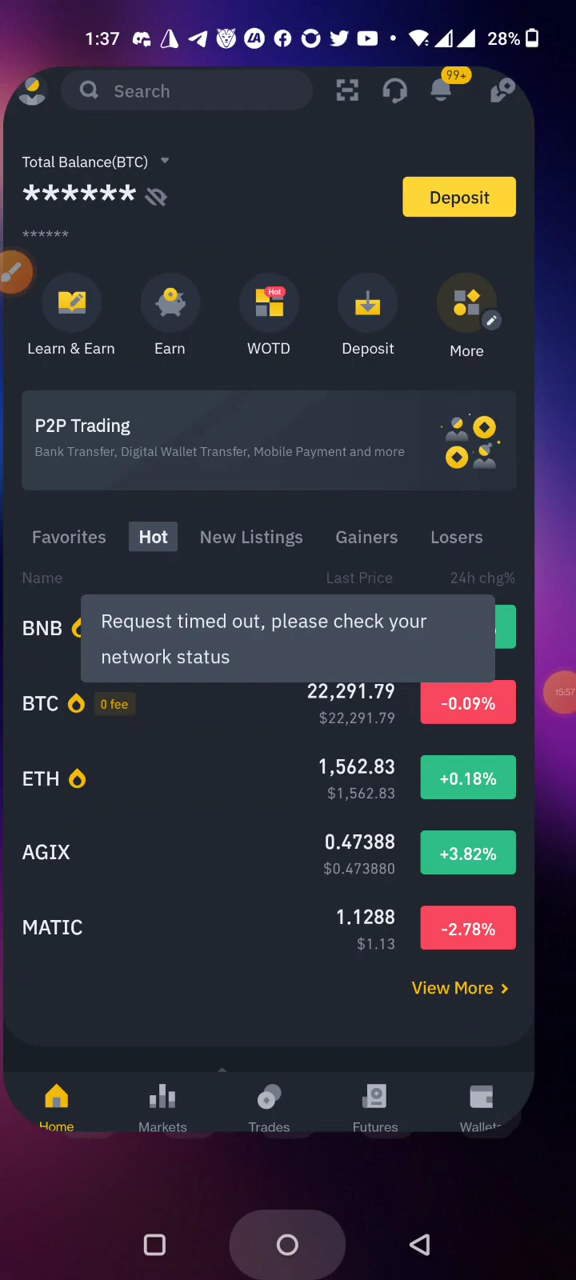 1:37
28%
Search
99+
Total Balance(BTC)
******
Deposit
******
Hot
Learn & Earn
Earn
WOTD
Deposit
More
P2P Trading
Bank Transfer, Digital Wallet Transfer, Mobile Payment and more
Favorites Hot New Listings Gainers Losers
Name Last Price 24h chg%
BNB
Request timed out, please check your
network status
BTC 0 fee 22,291.79 -0.09%
$22,291.79
ETH 1,562.83 +0.18%
$1,562.83
AGIX 0.47388 +3.82%
$0.473880
MATIC 1.1288 -2.78%
$1.13
View More
15:57
Home Markets Trades Futures Wallets